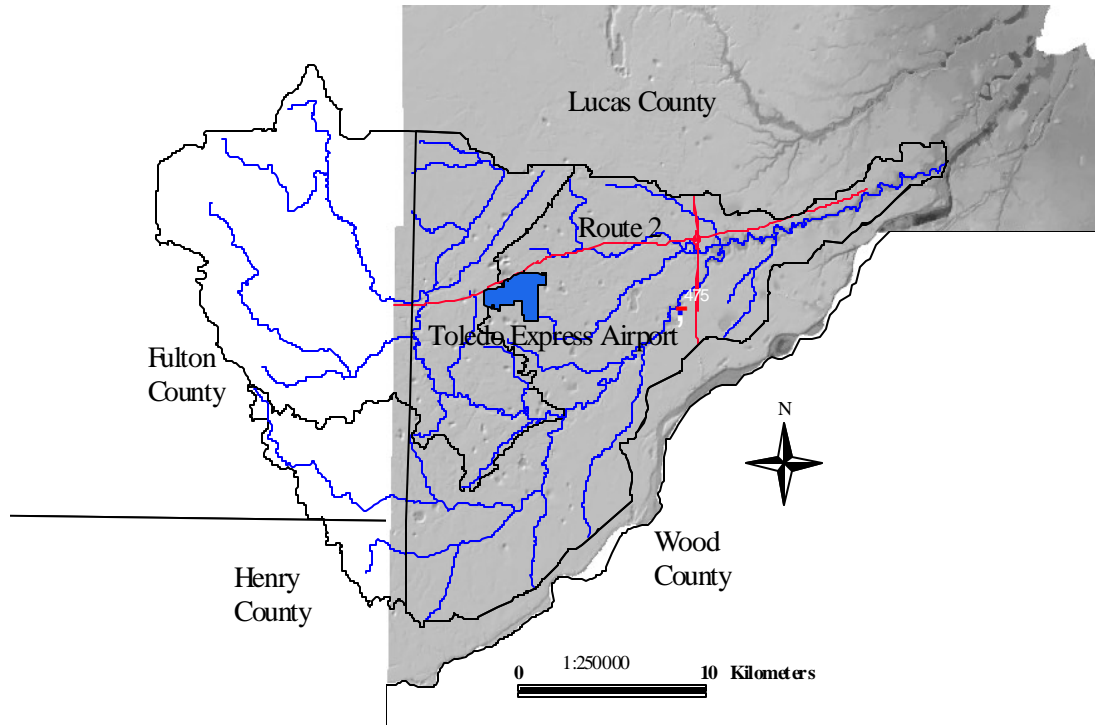 Lucas County
Route 2
475
Toledo Express Airport
Fulton
County
N
Wood
County
Henry
County
1:250000
0 10 Kilometers